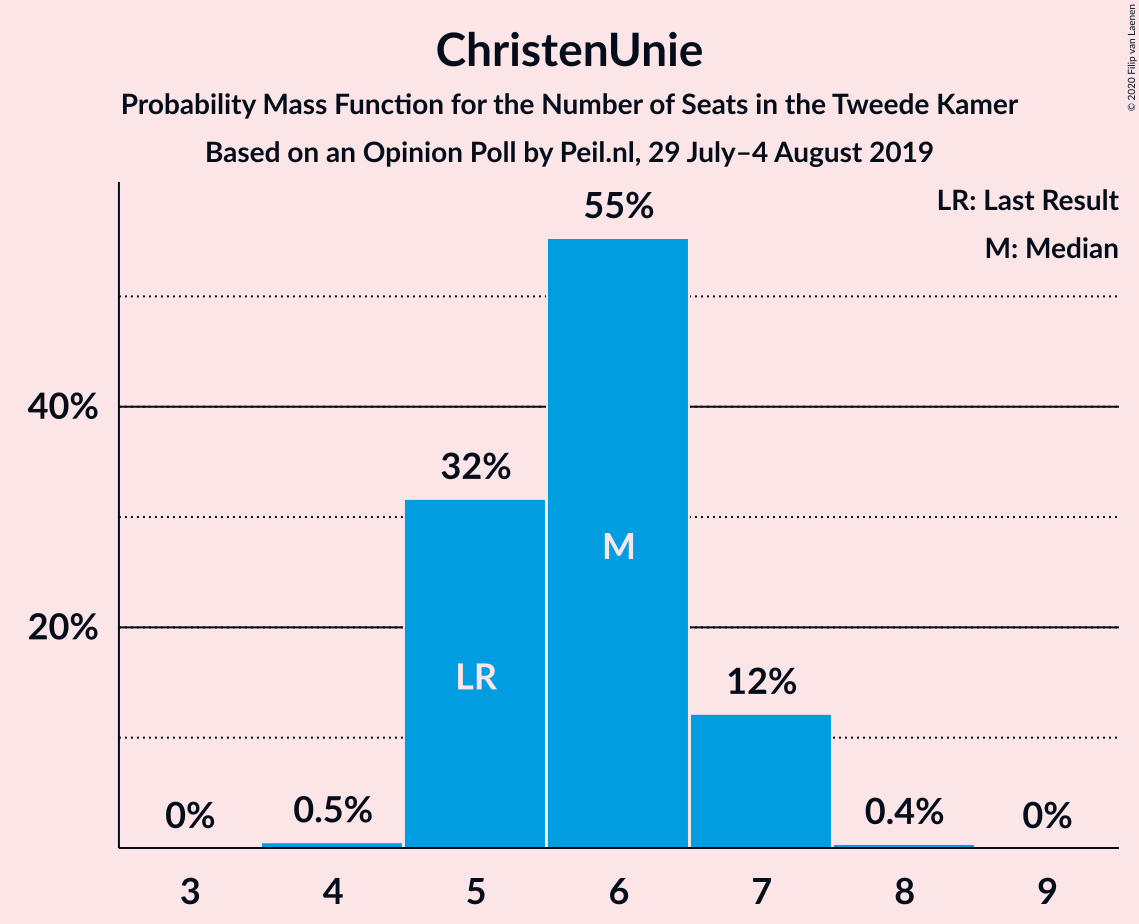 ChristenUnie
Probability Mass Function for the Number of Seats in the Tweede Kamer
Based on an Opinion Poll by Peil.nl, 29 July–4 August 2019
© 2020 Filip van Laenen
LR: Last Result
M: Median
55%
40%
32%
M
20%
LR
12%
0%
0.5%
0.4%
0%
3 4 5 6 7 8 9